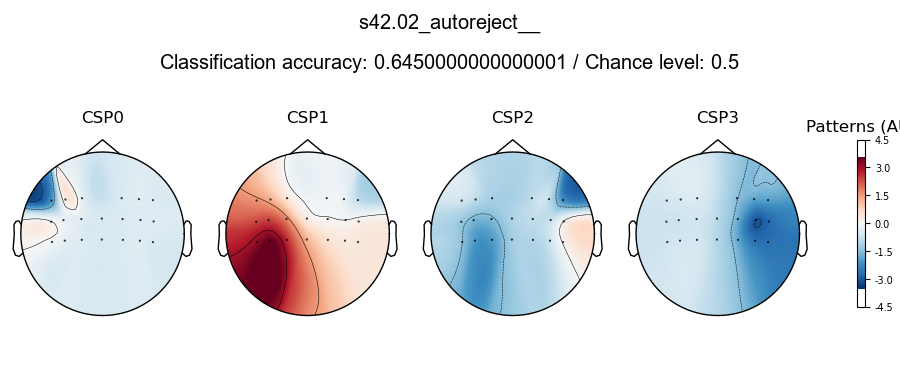 s42.02_autoreject__
Classification accuracy: 0.6450000000000001 / Chance level: 0.5
CSP0
CSP1
CSP2
CSP3
Patterns (AU
4.5
3.0
1.5
0.0
-1.5
-3.0
-4.5